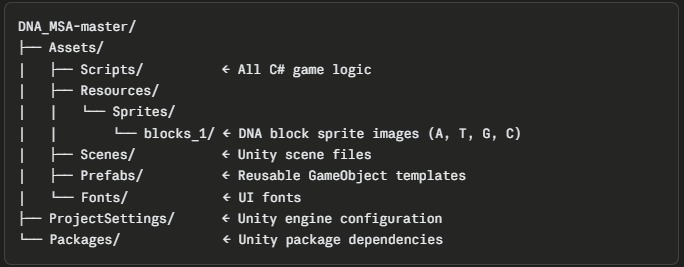 DNA_MSA-master/
├── Assets/
│   ├── Scripts/          ← All C# game logic
│   ├── Resources/
│   │   └── Sprites/
│   │       └── blocks_1/ ← DNA block sprite images (A, T, G, C)
│   ├── Scenes/           ← Unity scene files
│   ├── Prefabs/          ← Reusable GameObject templates
│   └── Fonts/            ← UI fonts
├── ProjectSettings/      ← Unity engine configuration
└── Packages/             ← Unity package dependencies